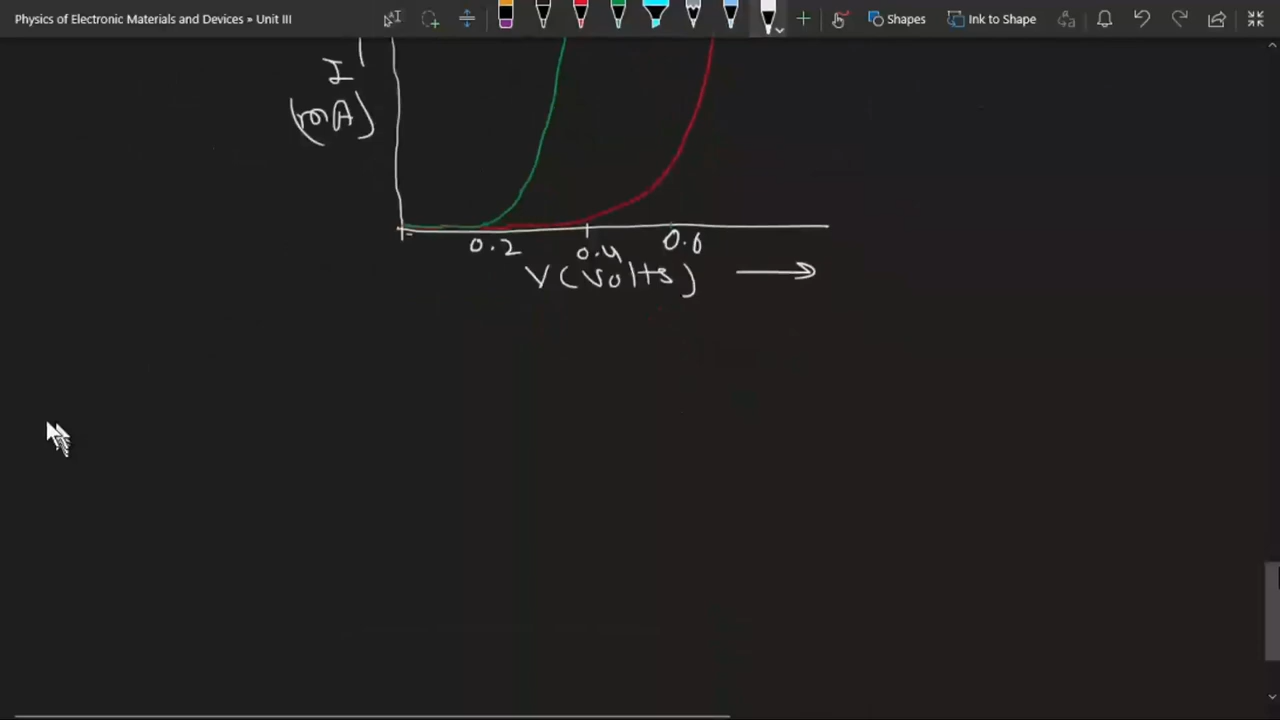 Physics of Electronic Materials and Devices » Unit III
Shapes
Ink to Shape
I
(mA)
0.2
0.4
0.6
V (Volts)